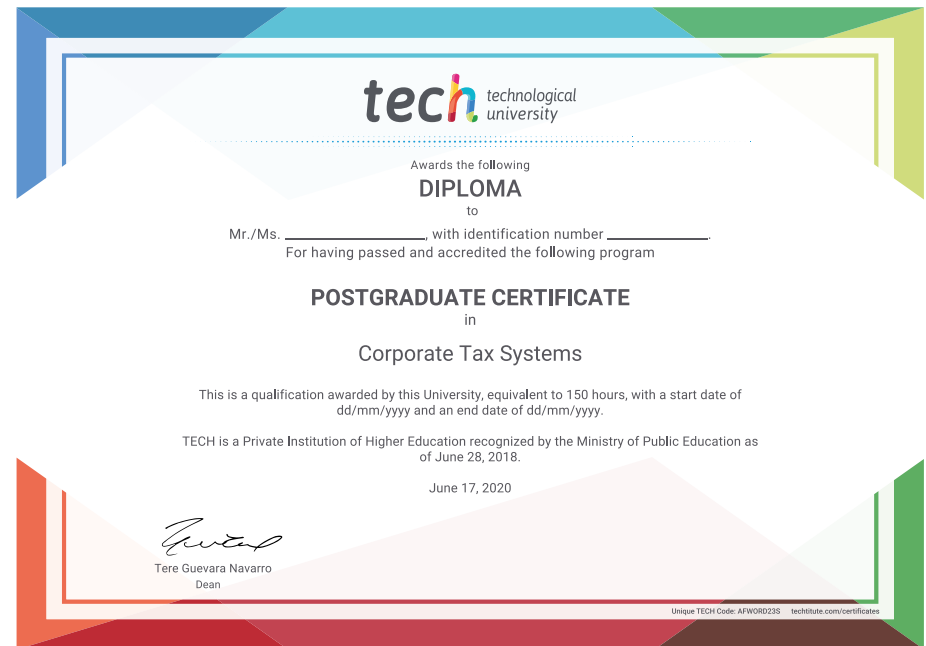 tech technological
university
Awards the following
DIPLOMA
to
Mr./Ms. ____________________, with identification number ______________.
For having passed and accredited the following program
POSTGRADUATE CERTIFICATE
in
Corporate Tax Systems
This is a qualification awarded by this University, equivalent to 150 hours, with a start date of
dd/mm/yyyy and an end date of dd/mm/yyyy.
TECH is a Private Institution of Higher Education recognized by the Ministry of Public Education as
of June 28, 2018.
June 17, 2020
Tere Guevara Navarro
Dean
Unique TECH Code: AFWORD23S techtitute.com/certificates